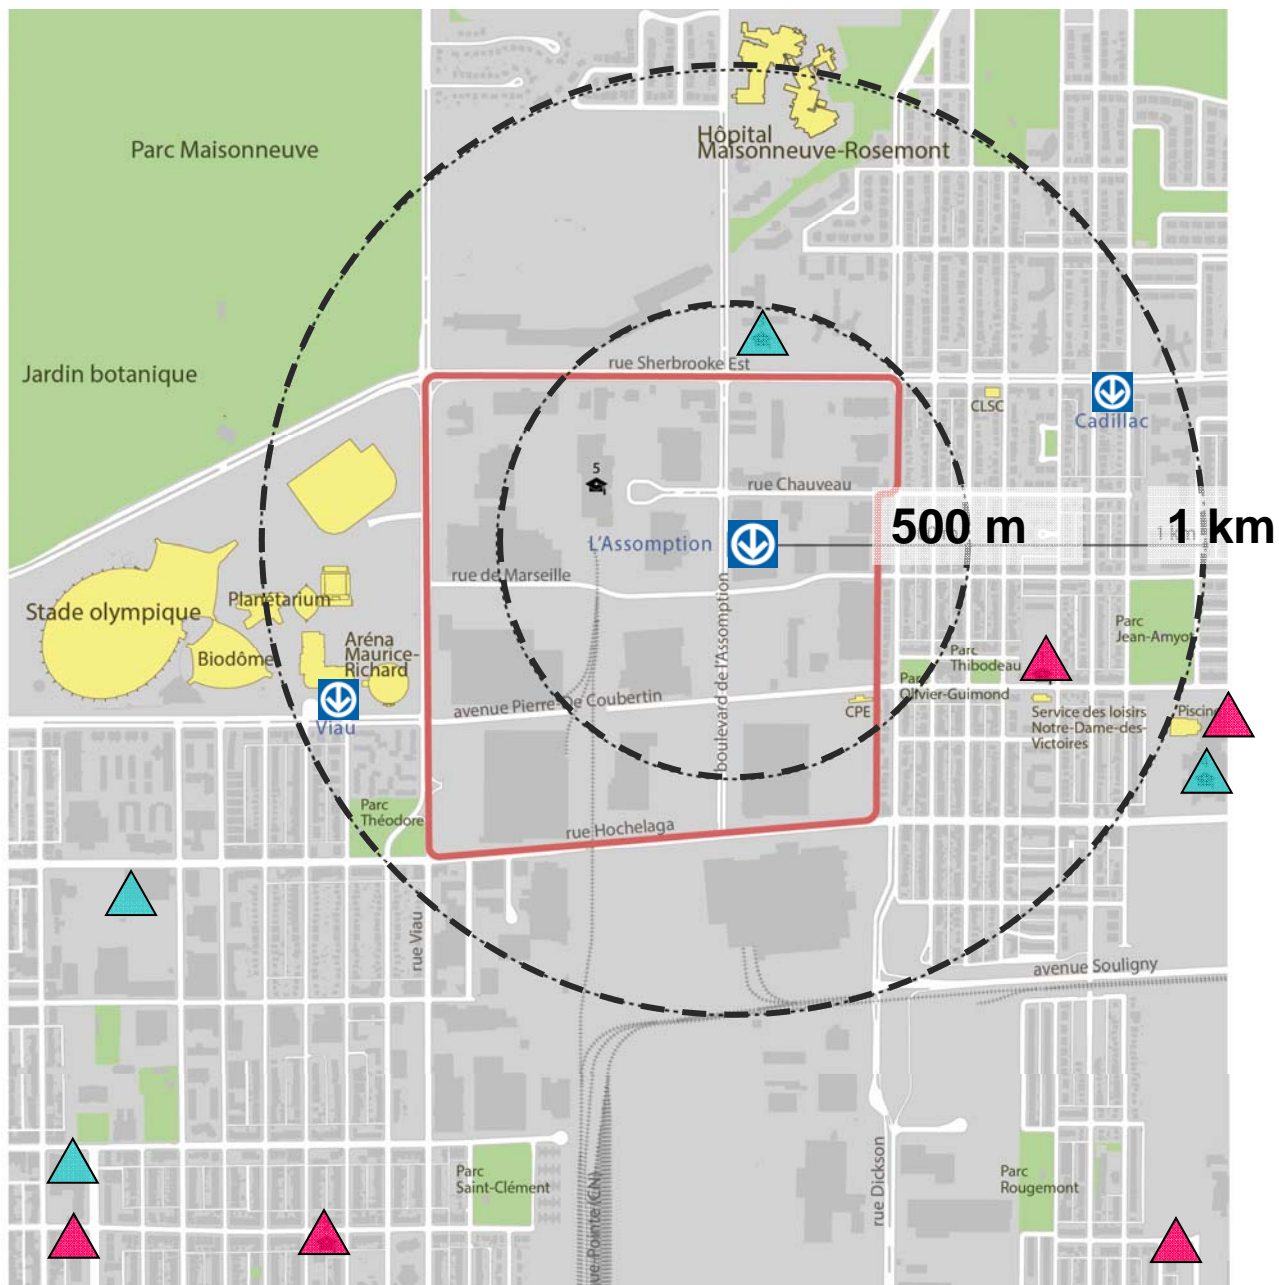 Parc Maisonneuve
Hôpital
Maisonneuve-Rosemont
Jardin botanique
rue Sherbrooke Est
CLSC
Cadillac
5
rue Chauveau
500 m
1 km
L'Assomption
rue de Marseille
Stade olympique
Planétarium
Biodôme
Aréna
Maurice-
Richard
Viau
boulevard de l'Assomption
avenue Pierre-De Coubertin
CPE
Parc
Thibodeau
Parc
Olivier-Guimond
Parc
Jean-Amyot
Service des loisirs
Notre-Dame-des-
Victoires
Piscine
Parc
Théodore
rue Hochelaga
rue Viau
avenue Souligny
Parc
Saint-Clément
rue Dickson
Parc
Rougemont
Pointe (CN)